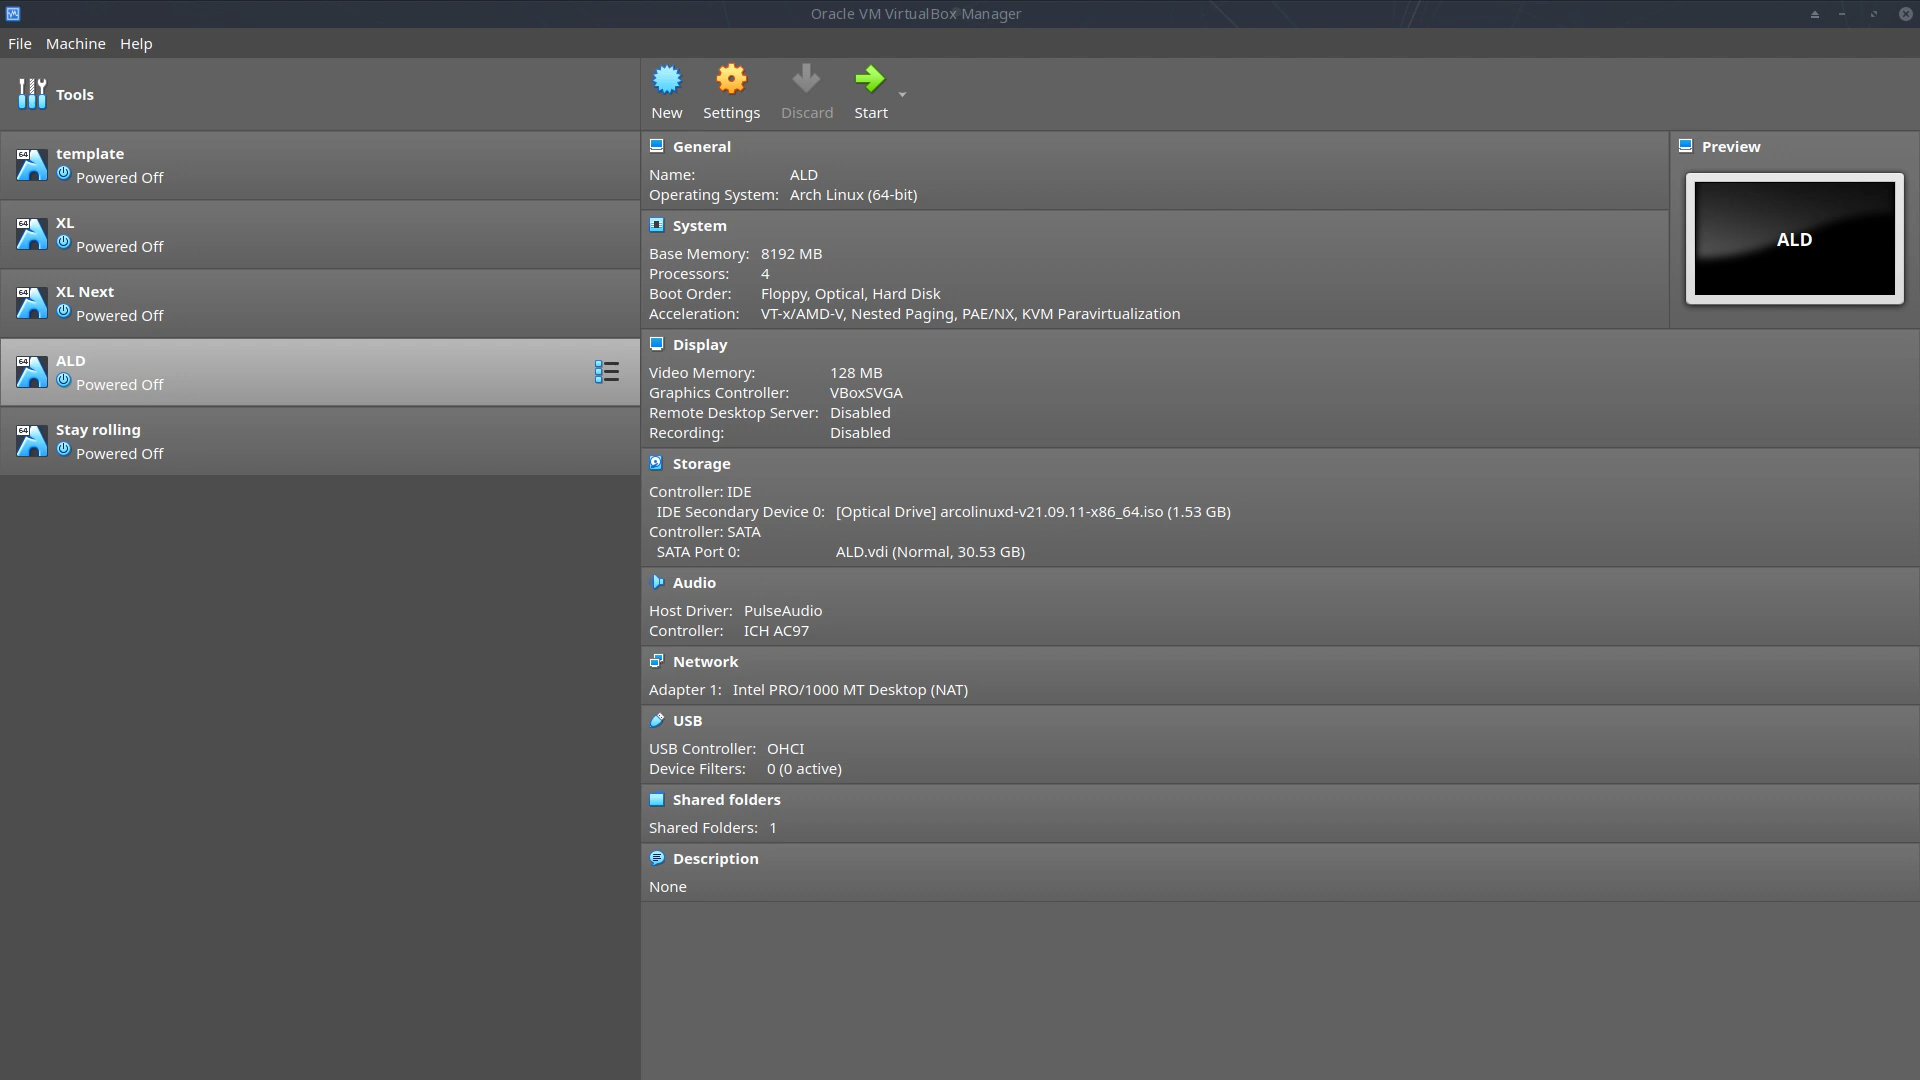 Oracle VM VirtualBox Manager
File Machine Help
Tools
New Settings Discard Start
64 template
Powered Off
64 XL
Powered Off
64 XL Next
Powered Off
64 ALD
Powered Off
64 Stay rolling
Powered Off
General
Name: ALD
Operating System: Arch Linux (64-bit)
Preview
ALD
System
Base Memory: 8192 MB
Processors: 4
Boot Order: Floppy, Optical, Hard Disk
Acceleration: VT-x/AMD-V, Nested Paging, PAE/NX, KVM Paravirtualization
Display
Video Memory: 128 MB
Graphics Controller: VBoxSVGA
Remote Desktop Server: Disabled
Recording: Disabled
Storage
Controller: IDE
IDE Secondary Device 0: [Optical Drive] arcolinuxd-v21.09.11-x86_64.iso (1.53 GB)
Controller: SATA
SATA Port 0: ALD.vdi (Normal, 30.53 GB)
Audio
Host Driver: PulseAudio
Controller: ICH AC97
Network
Adapter 1: Intel PRO/1000 MT Desktop (NAT)
USB
USB Controller: OHCI
Device Filters: 0 (0 active)
Shared folders
Shared Folders: 1
Description
None